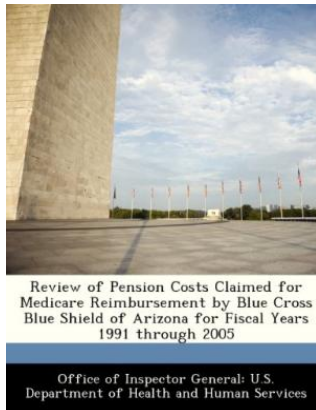 Review of Pension Costs Claimed for
Medicare Reimbursement by Blue Cross
Blue Shield of Arizona for Fiscal Years
1991 through 2005
Office of Inspector General: U.S.
Department of Health and Human Services